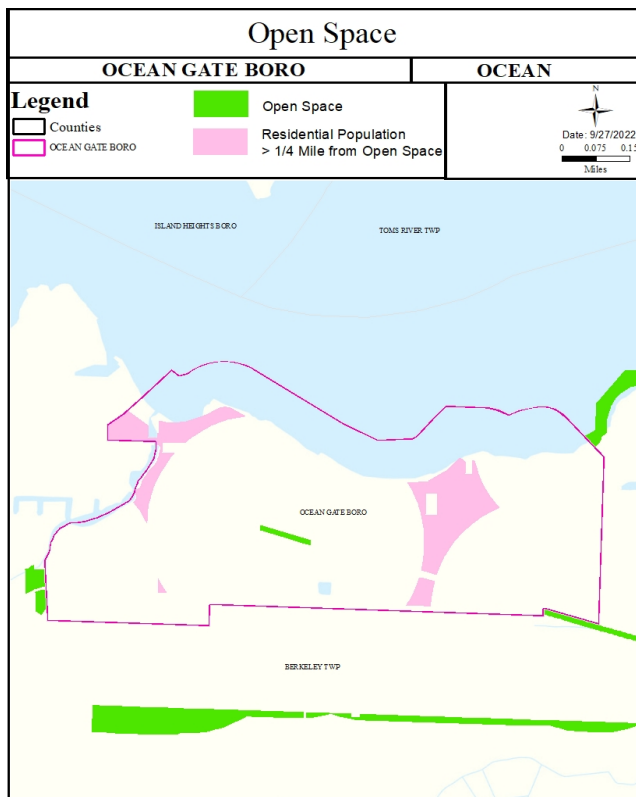 Open Space
OCEAN GATE BORO
OCEAN
Legend
Counties
OCEAN GATE BORO
Open Space
Residential Population
> 1/4 Mile from Open Space
N
Date: 9/27/2022
0 0.075 0.15
Miles
ISLAND HEIGHTS BORO
TOMS RIVER TWP
OCEAN GATE BORO
BERKELEY TWP